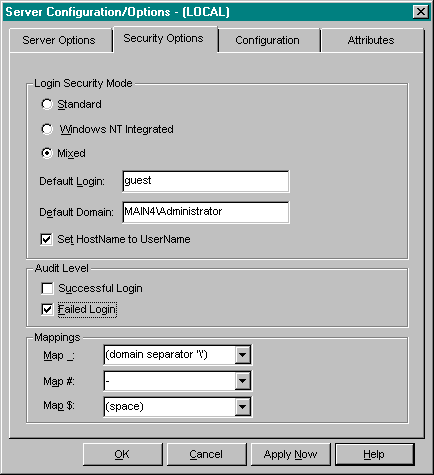 Server Configuration/Options - (LOCAL)
Server Options
Security Options
Configuration
Attributes
Login Security Mode
Standard
Windows NT Integrated
Mixed
Default Login: guest
Default Domain: MAIN4\Administrator
Set HostName to UserName
Audit Level
Successful Login
Failed Login
Mappings
Map _: (domain separator '\')
Map #: -
Map $: (space)
OK
Cancel
Apply Now
Help